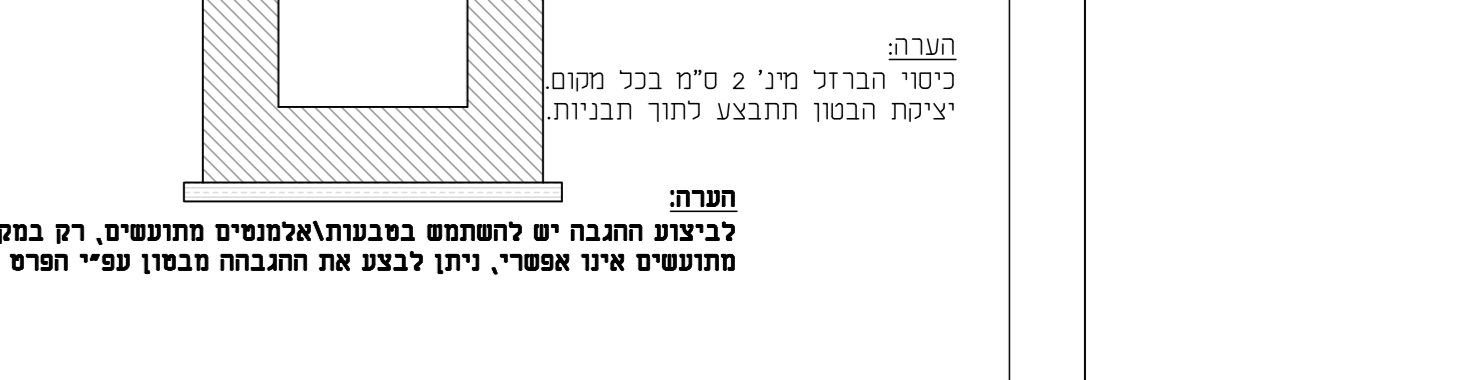 הערה:
כיסוי הברזל מינ' 2 ס"מ בכל מקום.
יציקת הבטון תתבצע לתוך תבניות.
הערה:
לביצוע ההגבה יש להשתמש בטבעות\אלמנטים מתועשים, רק במק
מתועשים אינו אפשרי, ניתן לבצע את ההגבהה מבטון עפ"י הפרט